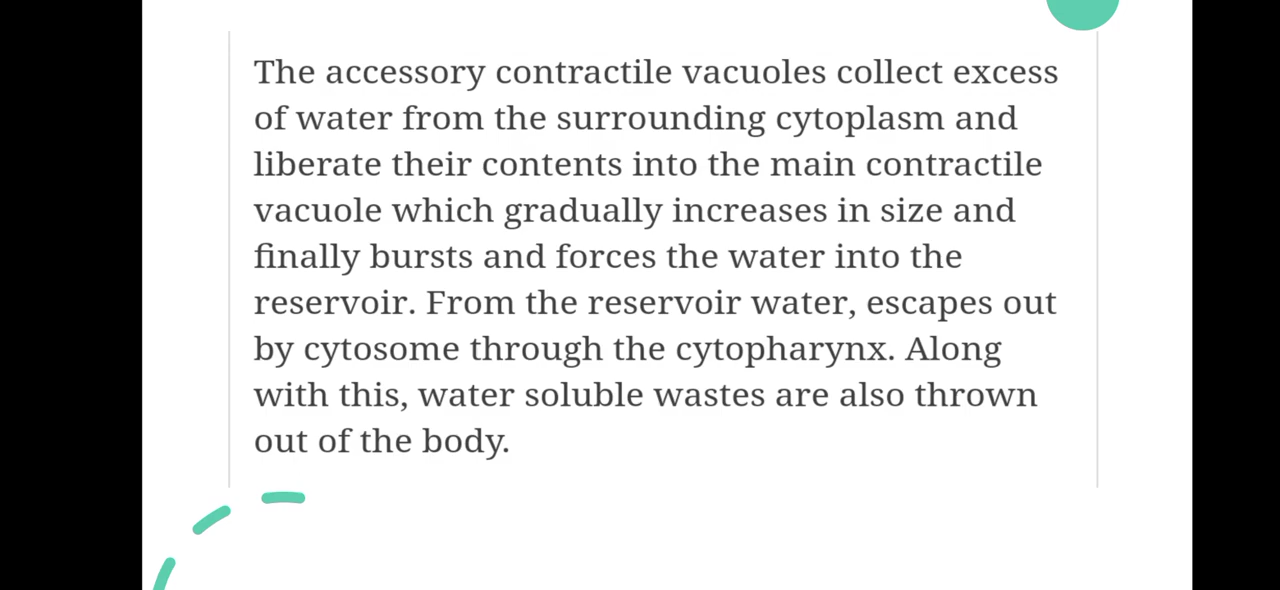 The accessory contractile vacuoles collect excess
of water from the surrounding cytoplasm and
liberate their contents into the main contractile
vacuole which gradually increases in size and
finally bursts and forces the water into the
reservoir. From the reservoir water, escapes out
by cytosome through the cytopharynx. Along
with this, water soluble wastes are also thrown
out of the body.